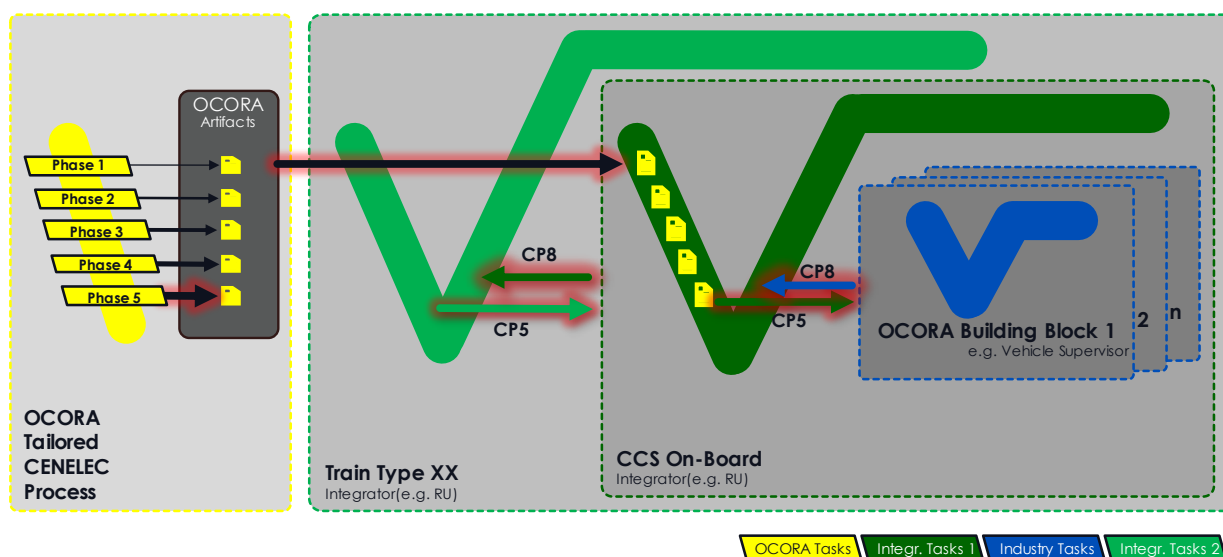 OCORA
Artifacts
Phase 1
Phase 2
Phase 3
Phase 4
Phase 5
OCORA
Tailored
CENELEC
Process
CP8
CP5
Train Type XX
Integrator(e.g. RU)
CP8
CP5
OCORA Building Block 1
e.g. Vehicle Supervisor
2
n
CCS On-Board
Integrator(e.g. RU)
OCORA Tasks
Integr. Tasks 1
Industry Tasks
Integr. Tasks 2